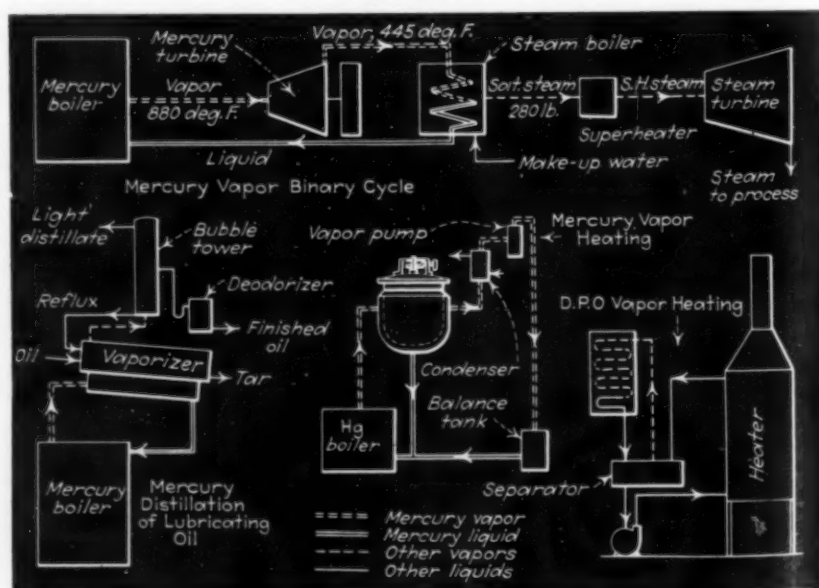 Vapor, 445 deg. F.
Mercury
turbine
Steam boiler
Mercury
boiler
Vapor
880 deg. F.
Sat. steam
280 lb.
S.H. steam
Steam
turbine
Superheater
Liquid
Make-up water
Steam
to process
Mercury Vapor Binary Cycle
Light
distillate
Bubble
tower
Vapor pump
Mercury Vapor
Heating
Deodorizer
D.P.O Vapor Heating
Reflux
Finished
oil
Oil
Vaporizer
Tar
Condenser
Balance
tank
Hg
boiler
Heater
Mercury
boiler
Mercury
Distillation
of Lubricating
Oil
Separator
Mercury vapor
Mercury liquid
Other vapors
Other liquids